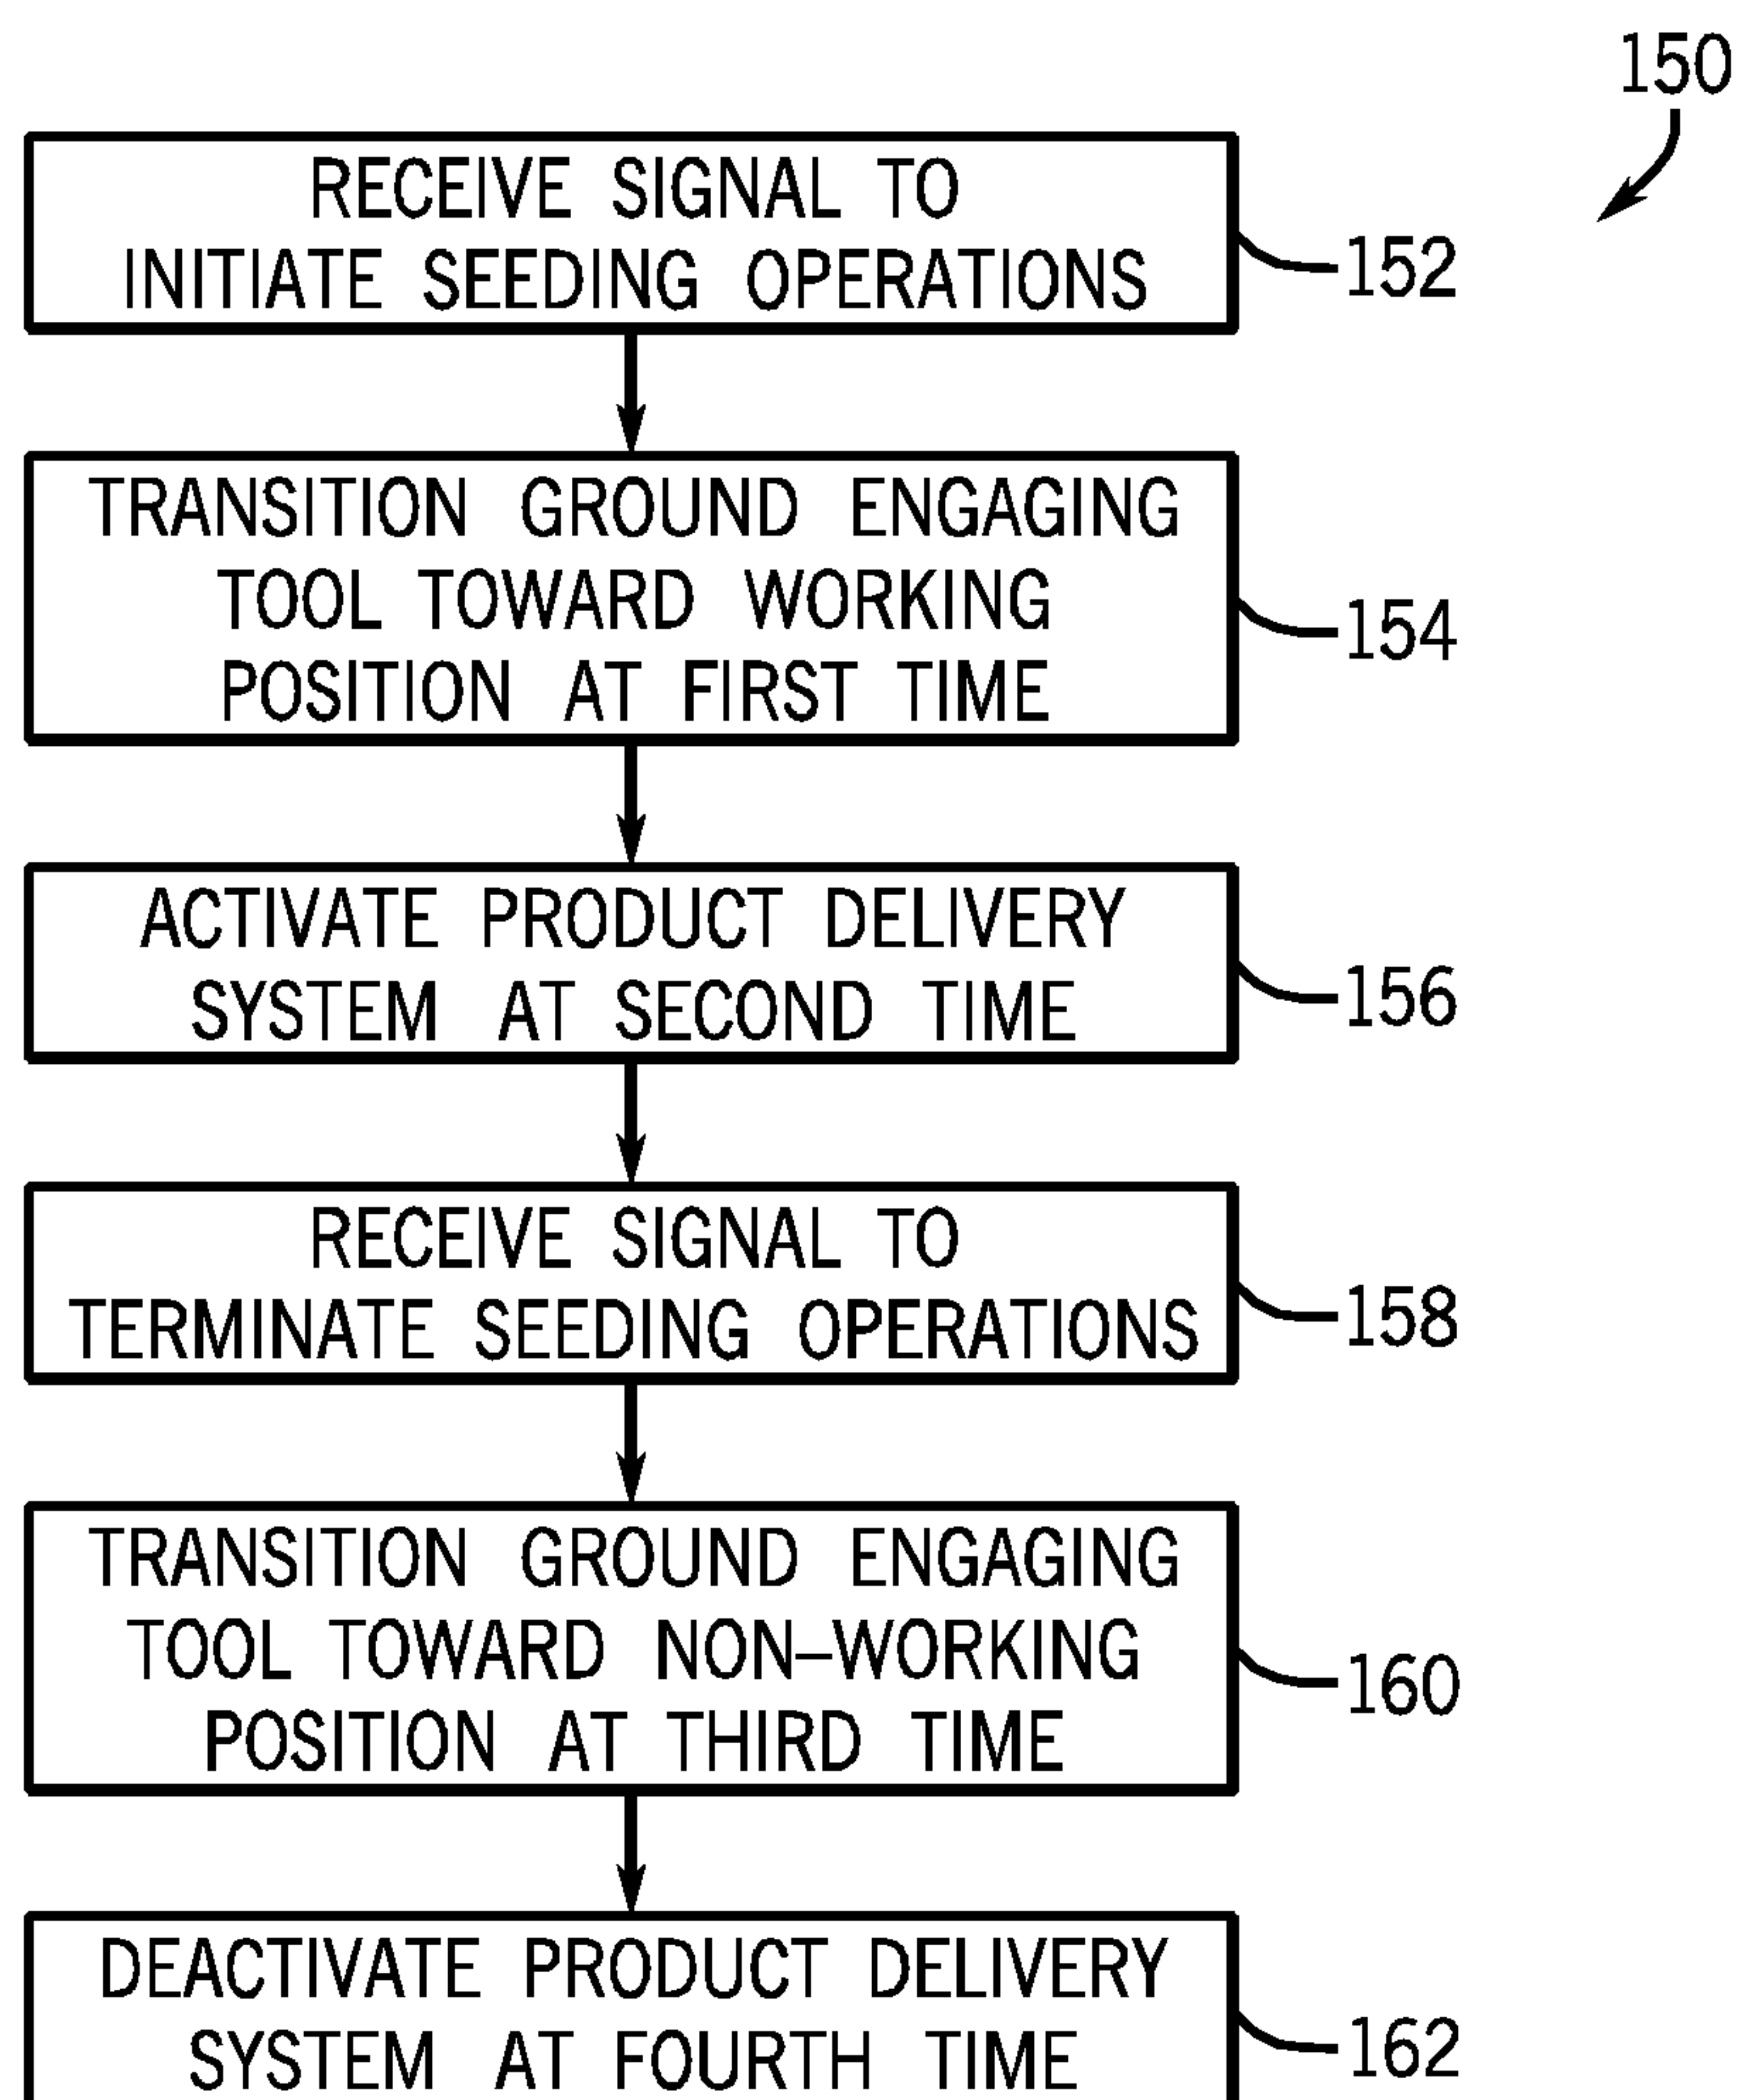 150
RECEIVE SIGNAL TO
INITIATE SEEDING OPERATIONS
152
TRANSITION GROUND ENGAGING
TOOL TOWARD WORKING
POSITION AT FIRST TIME
154
ACTIVATE PRODUCT DELIVERY
SYSTEM AT SECOND TIME
156
RECEIVE SIGNAL TO
TERMINATE SEEDING OPERATIONS
158
TRANSITION GROUND ENGAGING
TOOL TOWARD NON-WORKING
POSITION AT THIRD TIME
160
DEACTIVATE PRODUCT DELIVERY
SYSTEM AT FOURTH TIME
162